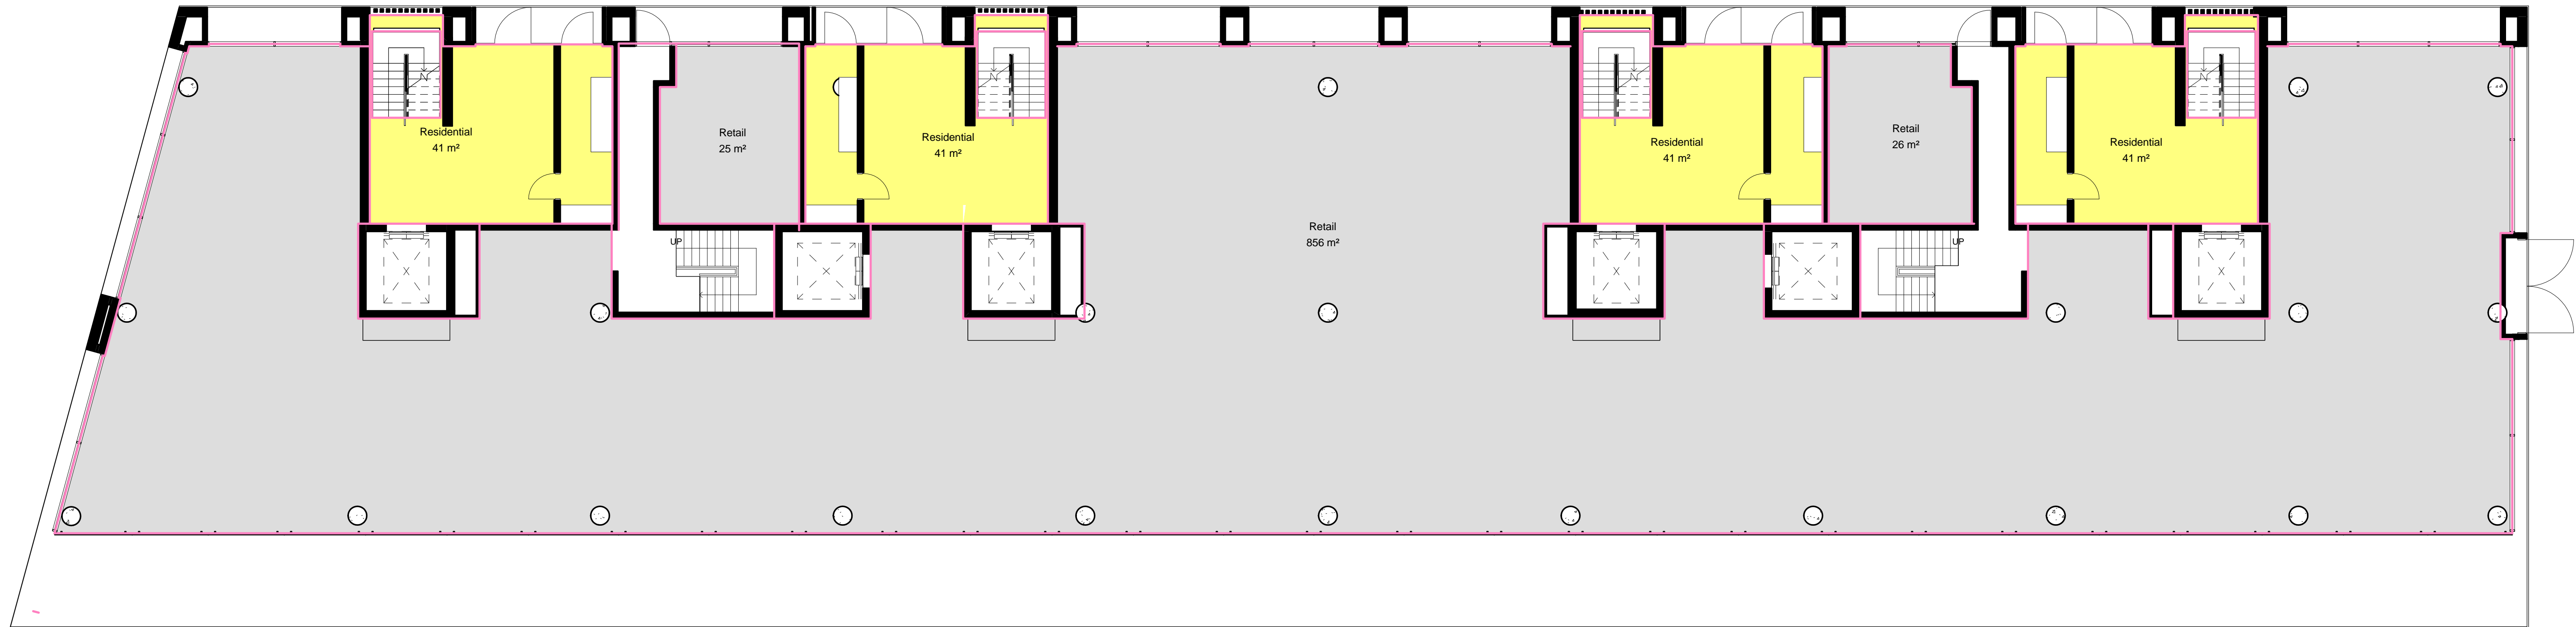 Residential
41 m²
Retail
25 m²
Residential
41 m²
Residential
41 m²
Retail
26 m²
Residential
41 m²
Retail
856 m²
UP
UP